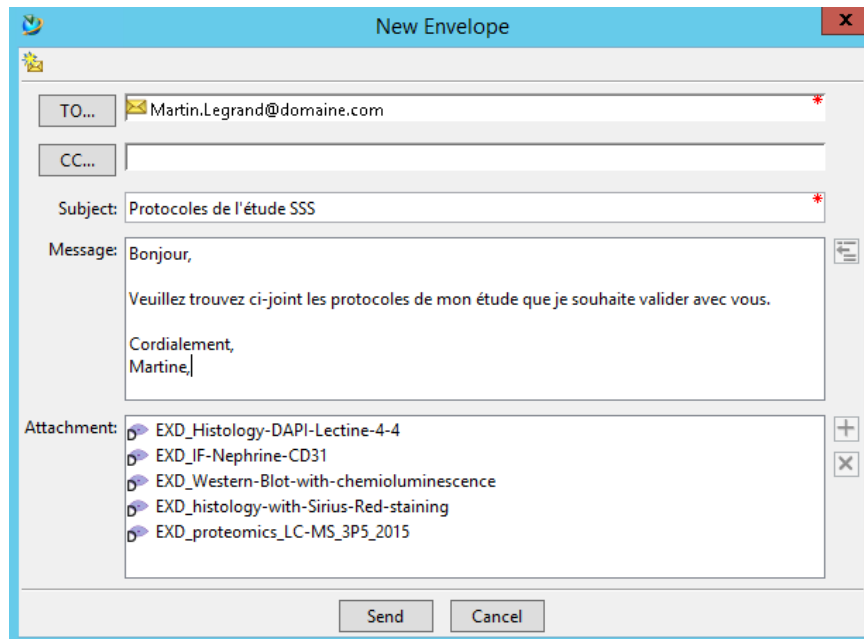 New Envelope
x
TO... Martin.Legrand@domaine.com *
CC...
Subject: Protocoles de l'étude SSS *
Message: Bonjour,
Veuillez trouvez ci-joint les protocoles de mon étude que je souhaite valider avec vous.
Cordialement,
Martine,
Attachment: D EXD_Histology-DAPI-Lectine-4-4
D EXD_IF-Nephrine-CD31
D EXD_Western-Blot-with-chemioluminescence
D EXD_histology-with-Sirius-Red-staining
D EXD_proteomics_LC-MS_3P5_2015
Send Cancel